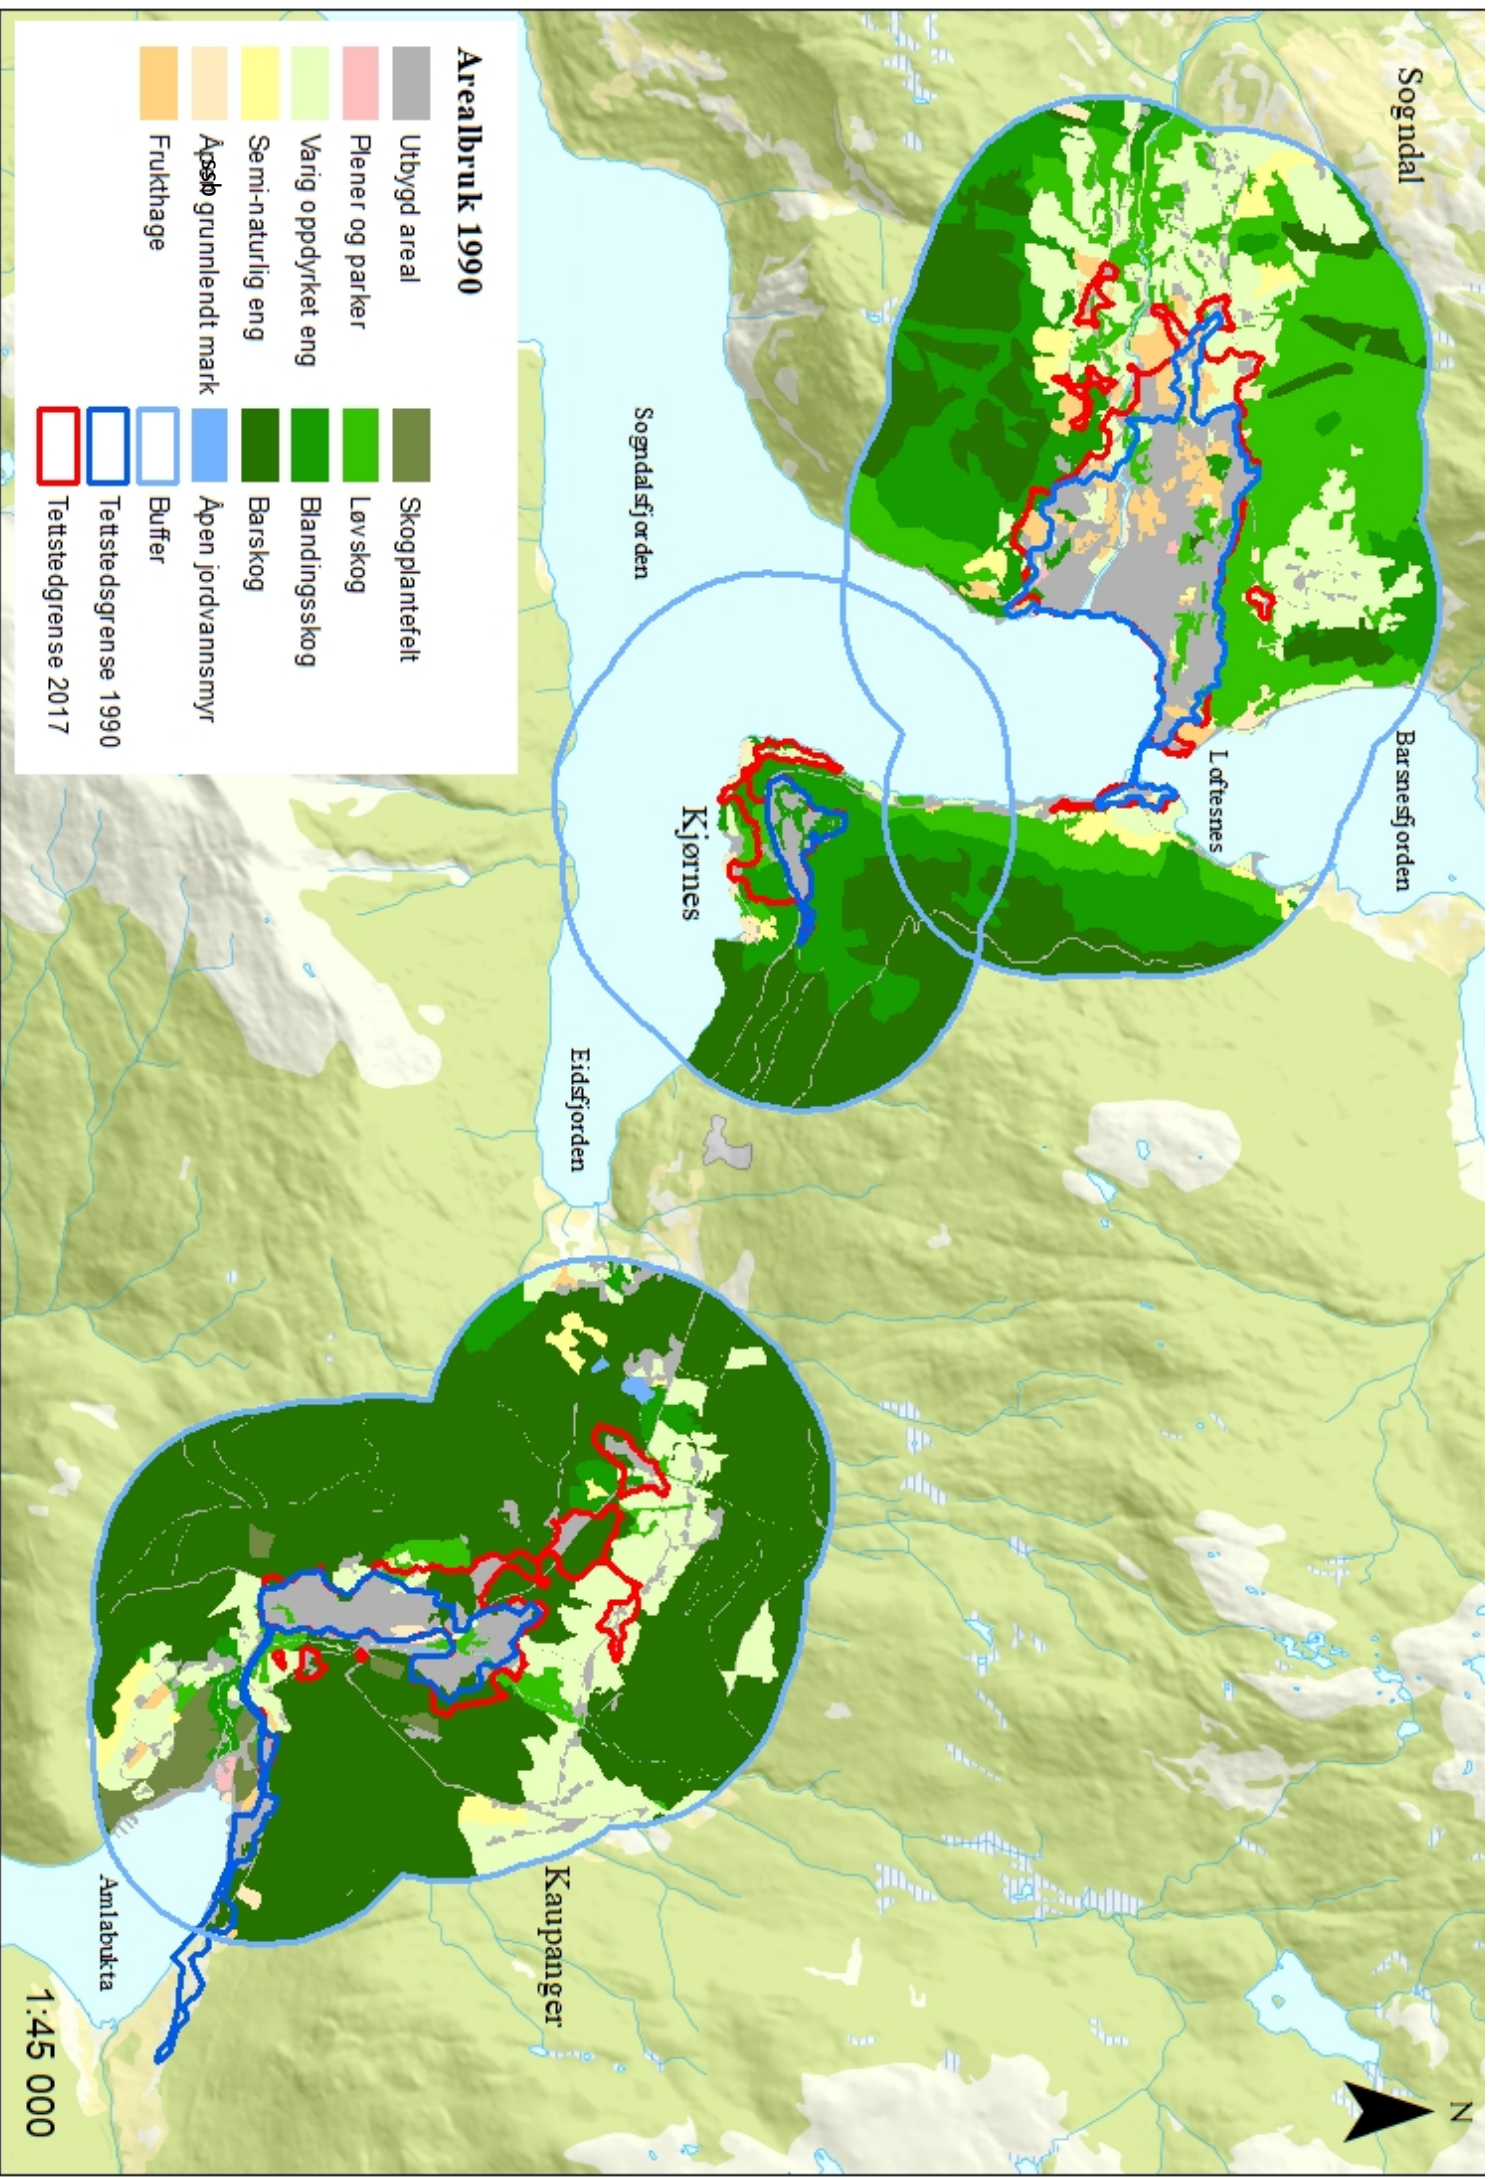 N
Sogndal
Barsnesfjorden
Loftesnes
Kjørnes
Sogndalsfjorden
Eidsfjorden
Kaupanger
Amlabukta
Arealbruk 1990
Utbygd areal
Plener og parker
Varig oppdyrket eng
Semi-naturlig eng
grunnlendt mark
Frukthage
Skogplantefelt
Løvskog
Blandingsskog
Barskog
Åpen jordvannsmyr
Buffer
Tettstedsgrense 1990
Tettstedgrense 2017
1:45 000